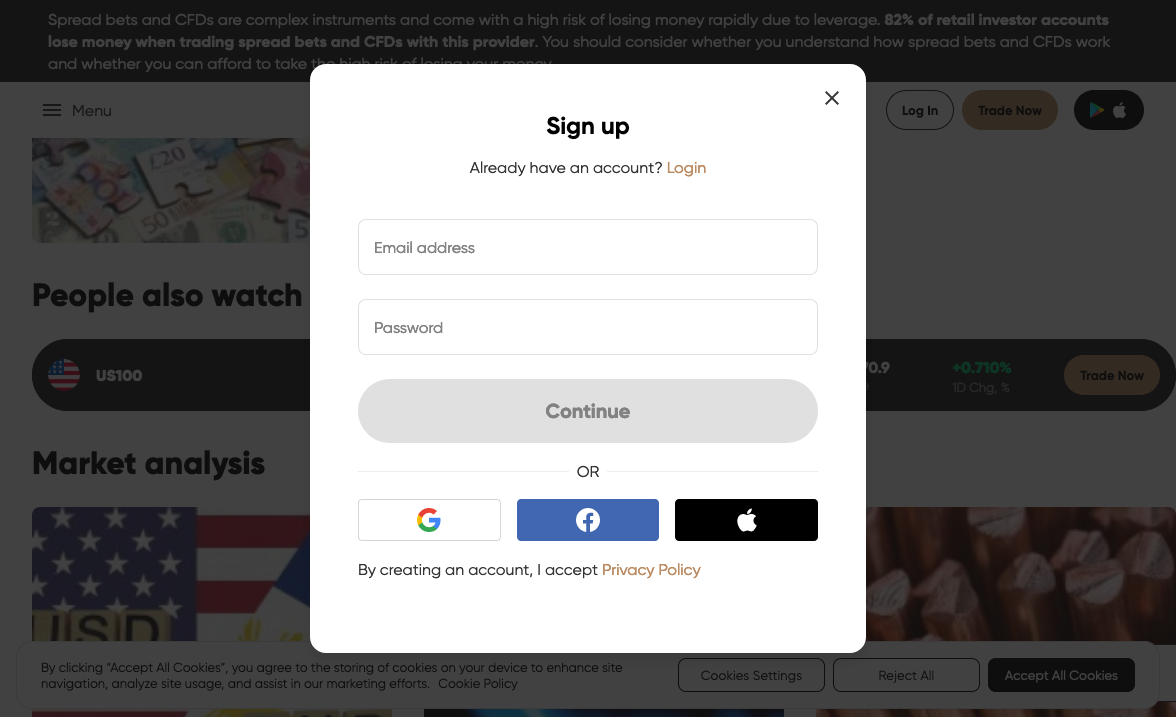 Spread bets and CFDs are complex instruments and come with a high risk of losing money rapidly due to leverage. 82% of retail investor accounts
lose money when trading spread bets and CFDs with this provider. You should consider whether you understand how spread bets and CFDs work
and whether you can afford to take the high risk of losing your money.
Menu
Log In
Trade Now
Sign up
Already have an account? Login
Email address
Password
Continue
OR
By creating an account, I accept Privacy Policy
£20
50
People also watch
US100
70.9
+0.710%
1D Chg, %
Trade Now
Market analysis
USD
By clicking “Accept All Cookies”, you agree to the storing of cookies on your device to enhance site
navigation, analyze site usage, and assist in our marketing efforts. Cookie Policy
Cookies Settings
Reject All
Accept All Cookies